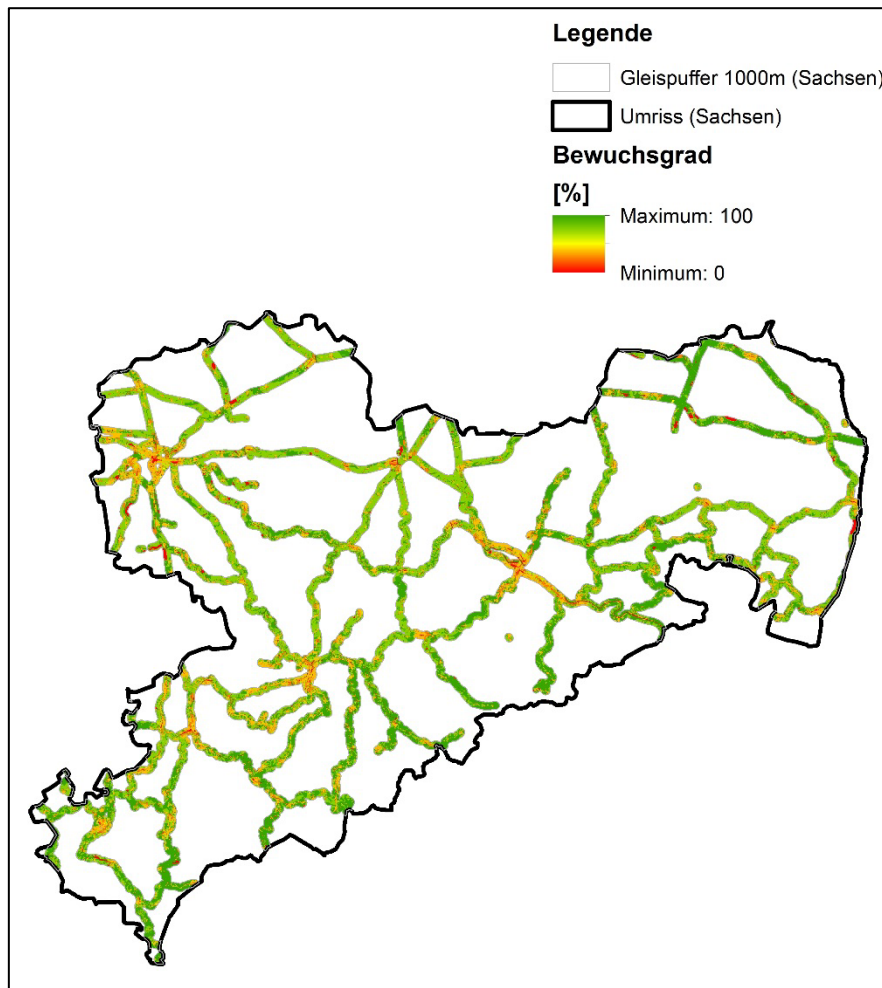 Legende
Gleispuffer 1000m (Sachsen)
Umriss (Sachsen)
Bewuchsgrad
[%]
Maximum: 100
Minimum: 0